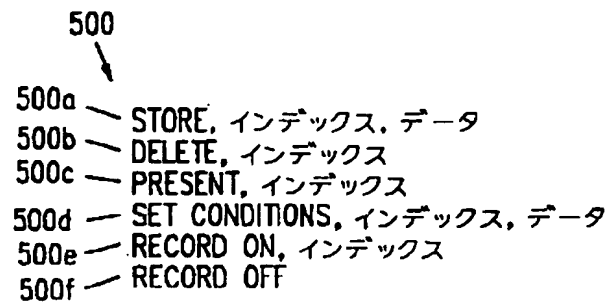 500
500a STORE, インデックス, データ
500b DELETE, インデックス
500c PRESENT, インデックス
500d SET CONDITIONS, インデックス, データ
500e RECORD ON, インデックス
500f RECORD OFF